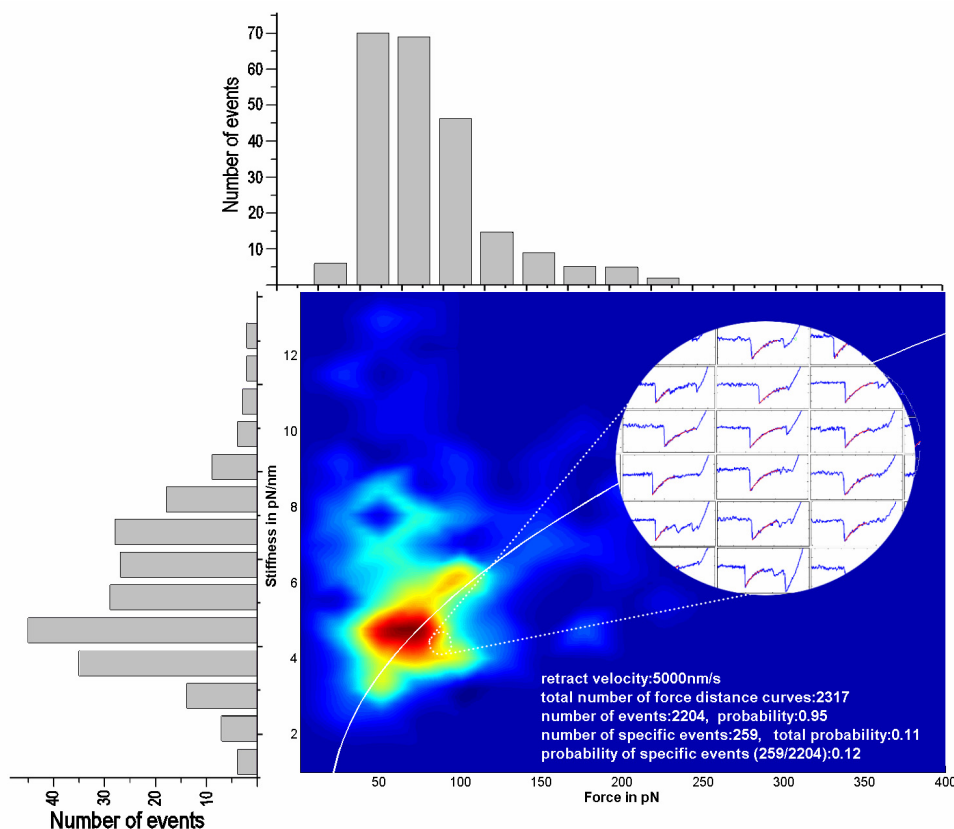 70
60
50
40
30
20
10
Number of events
12
10
8
6
4
2
Stiffness in pN/nm
40
30
20
10
Number of events
retract velocity:5000nm/s
total number of force distance curves:2317
number of events:2204, probability:0.95
number of specific events:259, total probability:0.11
probability of specific events (259/2204):0.12
50 100 150 200 250 300 350 400
Force in pN